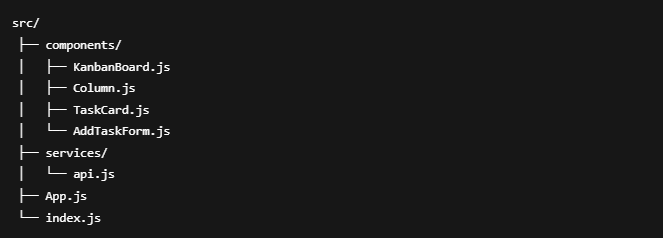 src/
├── components/
│   ├── KanbanBoard.js
│   ├── Column.js
│   ├── TaskCard.js
│   └── AddTaskForm.js
├── services/
│   └── api.js
├── App.js
└── index.js